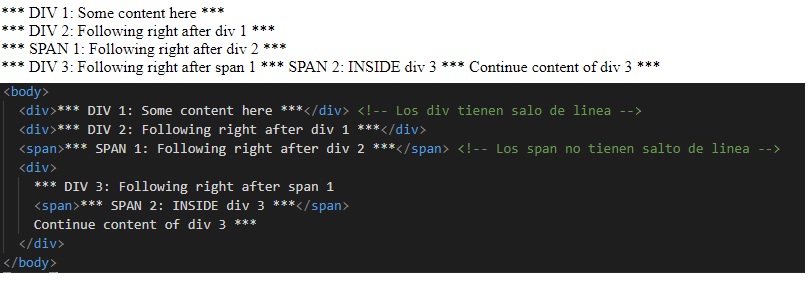 *** DIV 1: Some content here ***
*** DIV 2: Following right after div 1 ***
*** SPAN 1: Following right after div 2 ***
*** DIV 3: Following right after span 1 *** SPAN 2: INSIDE div 3 *** Continue content of div 3 ***
<body>
<div>*** DIV 1: Some content here ***</div> <!-- Los div tienen salo de linea -->
<div>*** DIV 2: Following right after div 1 ***</div>
<span>*** SPAN 1: Following right after div 2 ***</span> <!-- Los span no tienen salto de linea -->
<div>
*** DIV 3: Following right after span 1
<span>*** SPAN 2: INSIDE div 3 ***</span>
Continue content of div 3 ***
</div>
</body>